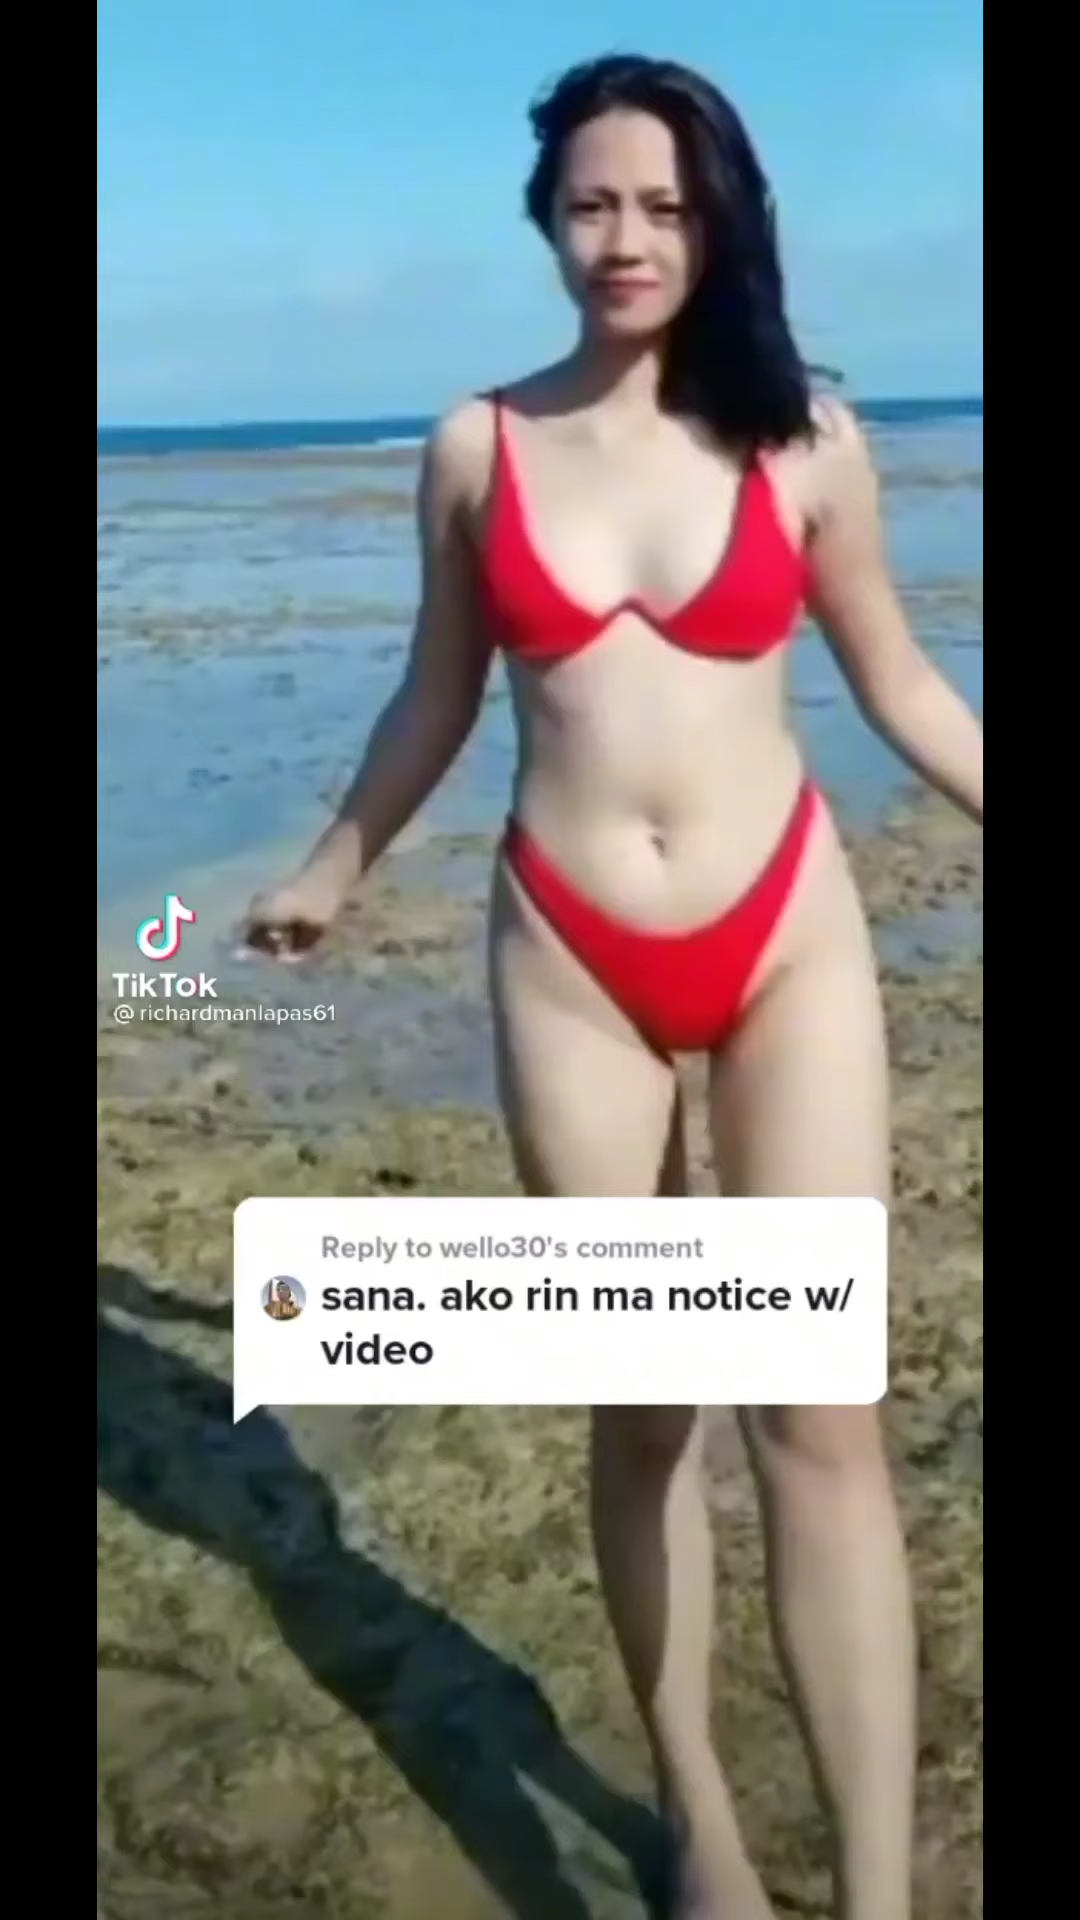 TikTok
@richardmanlapas61
Reply to wello30's comment
sana. ako rin ma notice w/
video